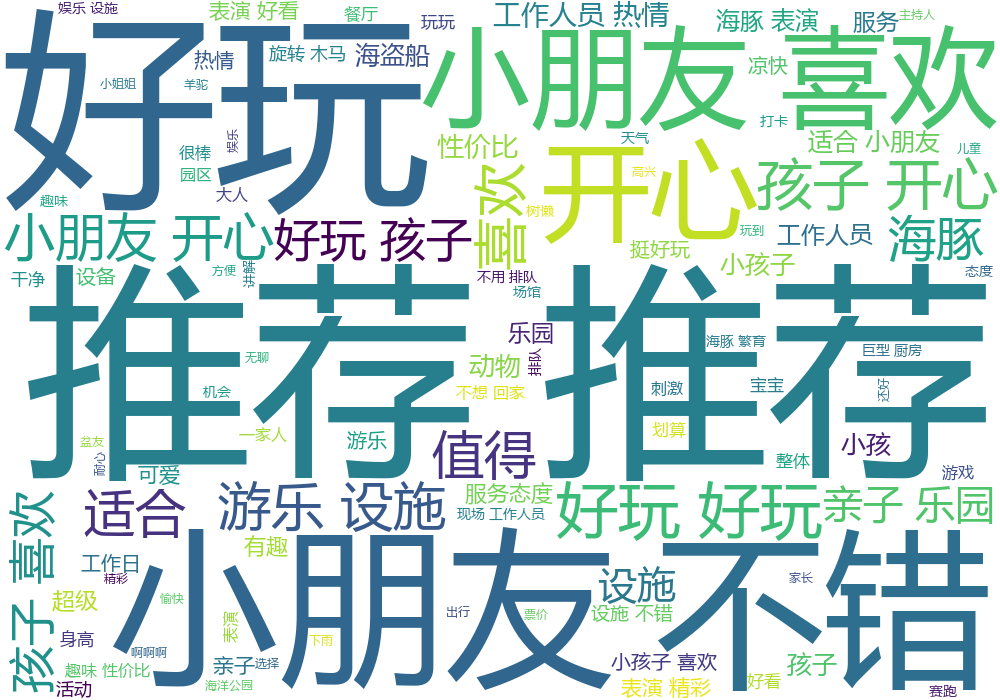 娱乐 设施
表演 好看
餐厅
玩玩
工作人员 热情
海豚 表演
服务
主持人
好玩
热情
旋转 木马
海盗船
小朋友 喜欢
小姐姐
羊驼
凉快
打卡
很棒
娱乐
性价比
天气
适合 小朋友
儿童
园区
大人
喜欢
开心
高兴
孩子 开心
趣味
树懒
小朋友 开心
好玩 孩子
挺好玩
玩到
工作人员
海豚
小孩子
干净
设备
方便
讲解
不用 排队
场馆
态度
推荐 推荐
乐园
海豚 繁育
巨型 厨房
无聊
动物
排队
机会
不想 回家
刺激
宝宝
还好
盆友
一家人
游乐
值得
划算
小孩
耐心
可爱
整体
游戏
孩子 喜欢
适合
游乐 设施
服务态度
现场 工作人员
好玩 好玩
亲子 乐园
工作日
精彩
有趣
小朋友 不错
设施
家长
超级
愉快
出行
票价
设施 不错
身高
啊啊啊
表演
下雨
趣味 性价比
亲子
选择
小孩子 喜欢
孩子
活动
海洋公园
表演 精彩
好看
赛跑